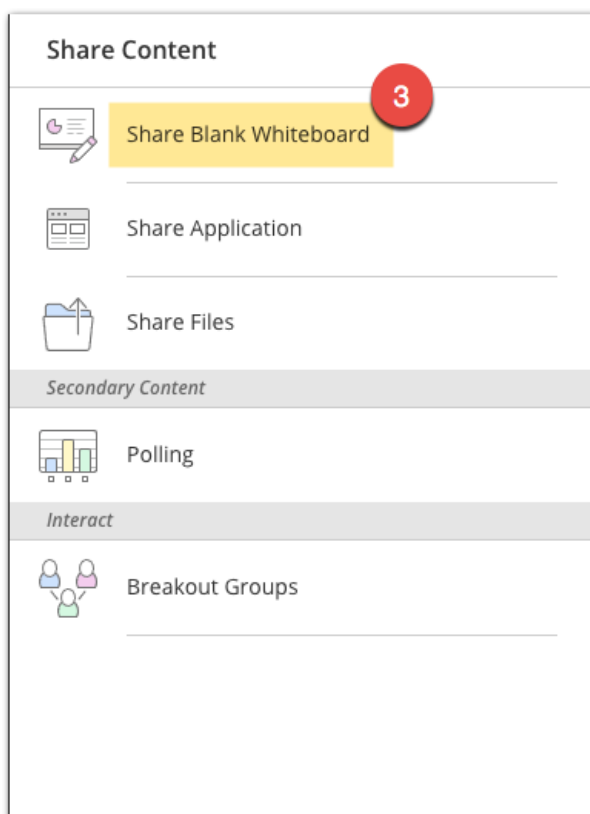 Share Content
3
Share Blank Whiteboard
Share Application
Share Files
Secondary Content
Polling
Interact
Breakout Groups